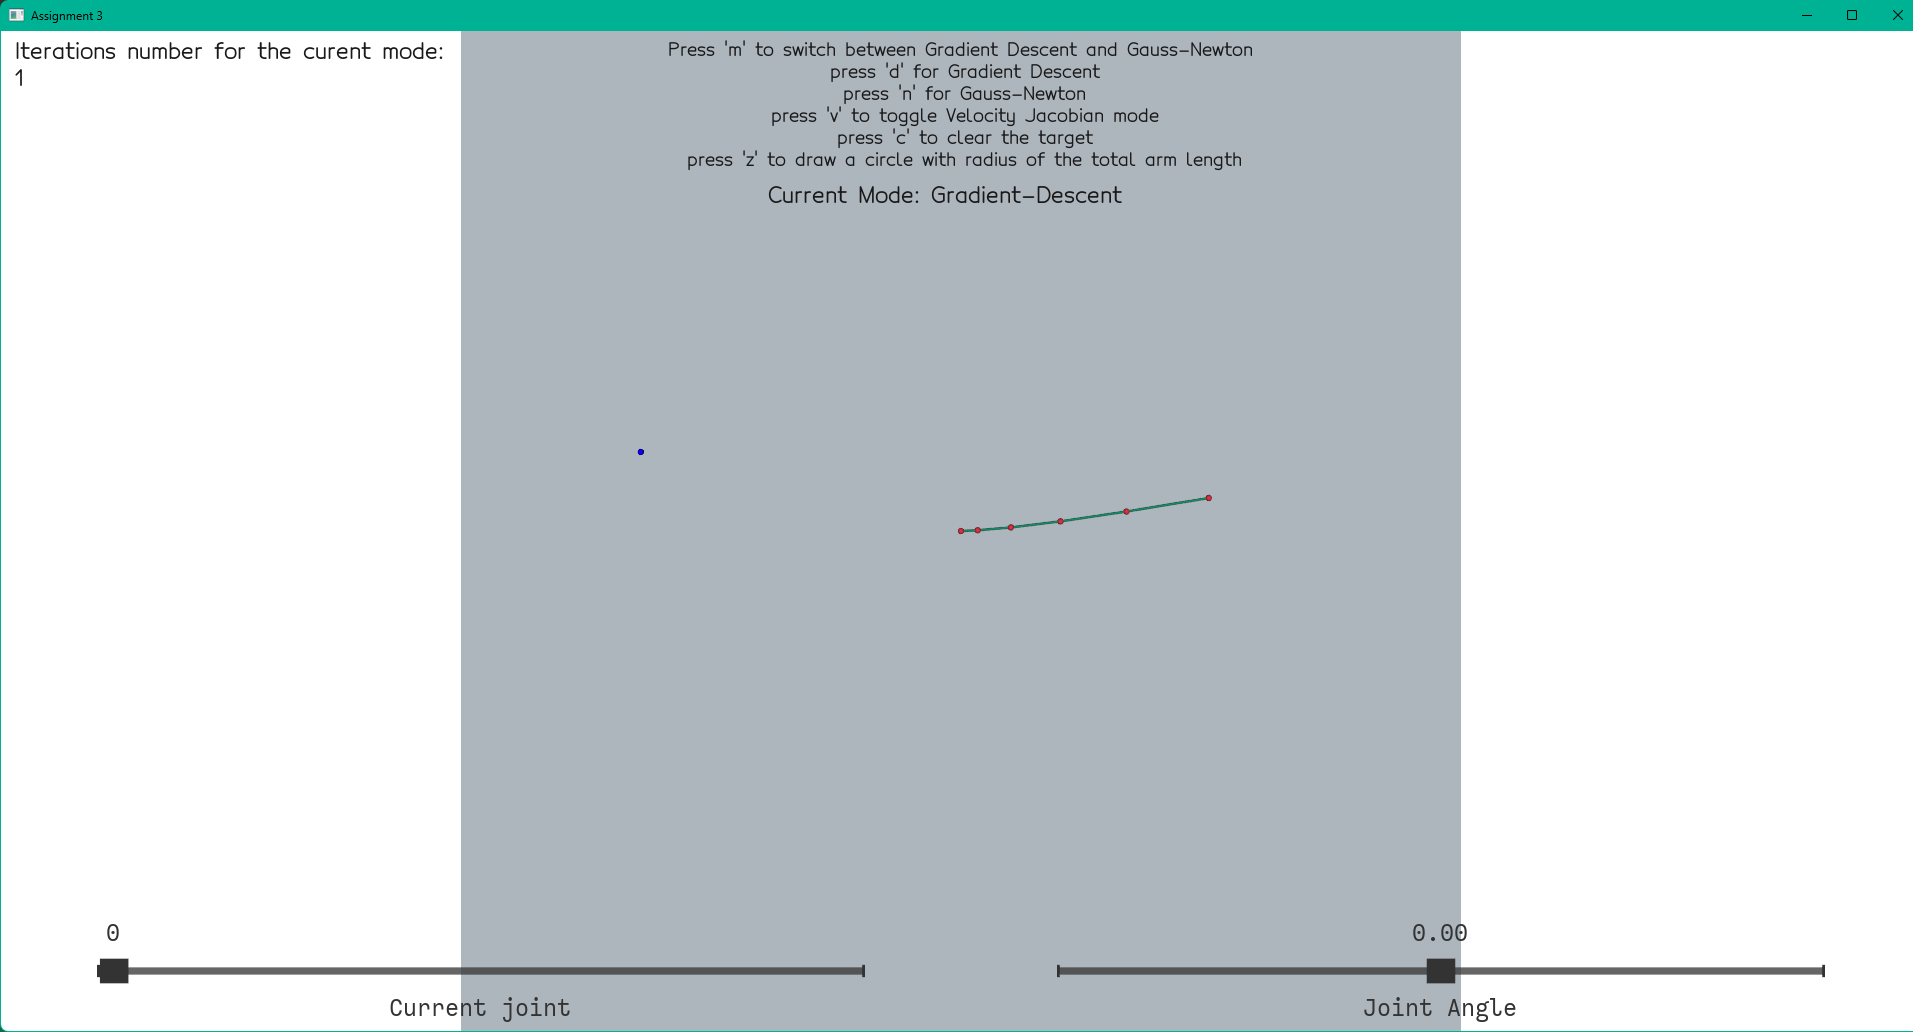 Assignment 3
Iterations number for the curent mode:
1
Press 'm' to switch between Gradient Descent and Gauss-Newton
press 'd' for Gradient Descent
press 'n' for Gauss-Newton
press 'v' to toggle Velocity Jacobian mode
press 'c' to clear the target
press 'z' to draw a circle with radius of the total arm length
Current Mode: Gradient-Descent
0
0.00
Current joint
Joint Angle